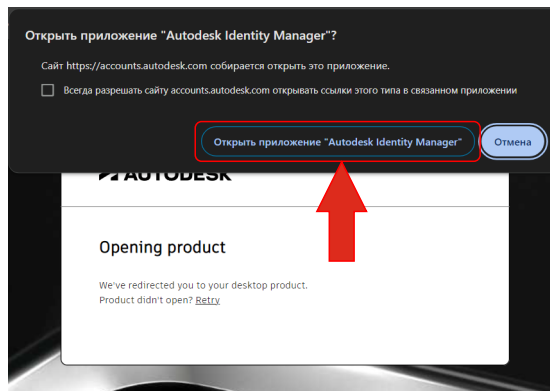 Открыть приложение "Autodesk Identity Manager"?
Сайт https://accounts.autodesk.com собирается открыть это приложение.
Всегда разрешать сайту accounts.autodesk.com открывать ссылки этого типа в связанном приложении
Открыть приложение "Autodesk Identity Manager"
Отмена
AUTODESK
Opening product
We've redirected you to your desktop product.
Product didn't open? Retry